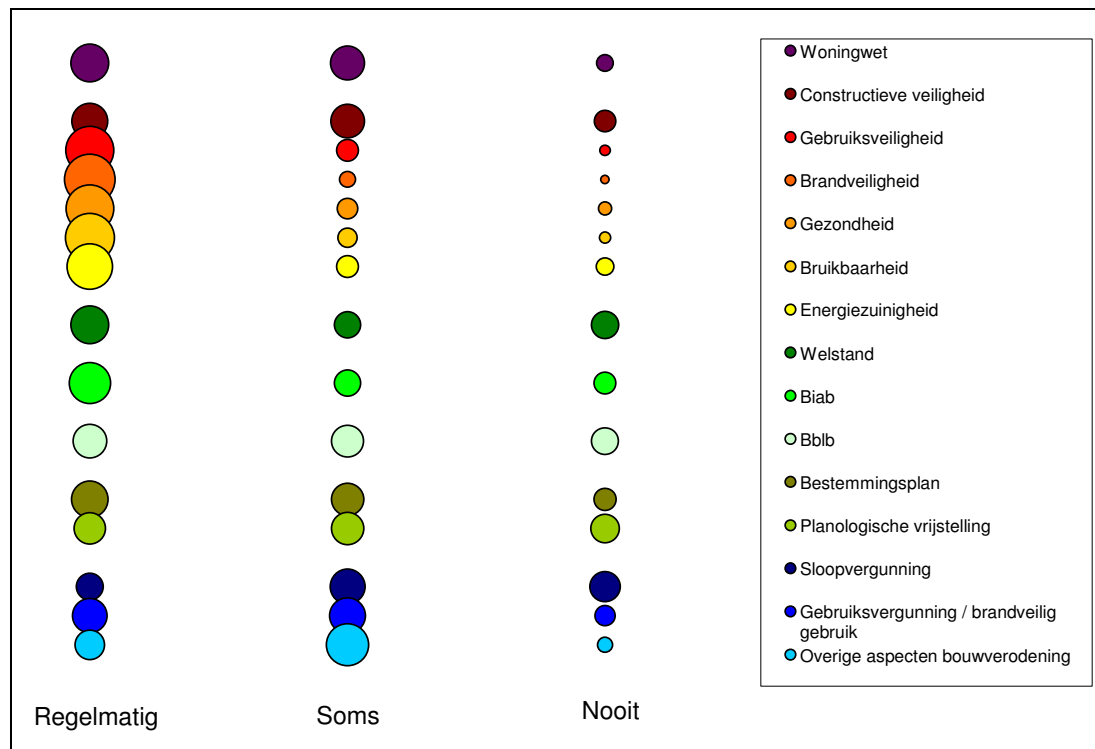 Woningwet
Constructieve veiligheid
Gebruiksveiligheid
Brandveiligheid
Gezondheid
Bruikbaarheid
Energiezuinigheid
Welstand
Biab
Bblb
Bestemmingsplan
Planologische vrijstelling
Sloopvergunning
Gebruiksvergunning / brandveilig
gebruik
Overige aspecten bouwverodening
Regelmatig
Soms
Nooit